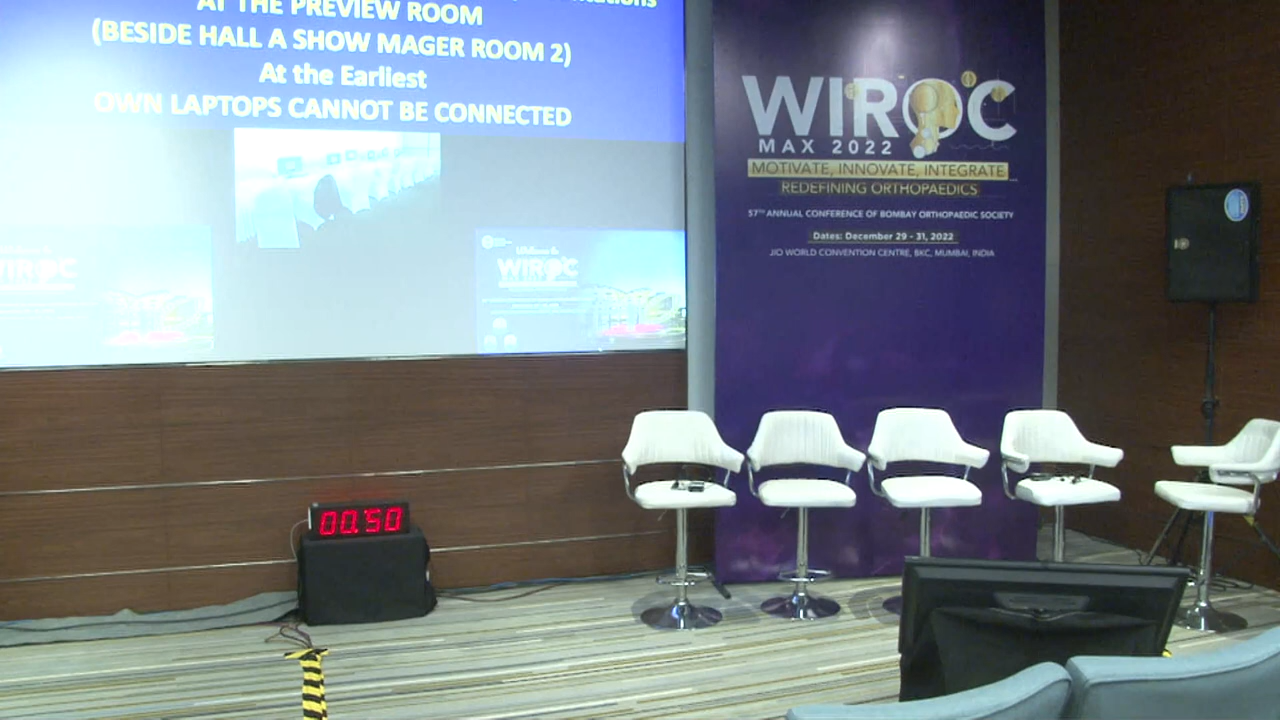 AT THE PREVIEW ROOM
(BESIDE HALL A SHOW MAGER ROOM 2)
At the Earliest
OWN LAPTOPS CANNOT BE CONNECTED
WIROC
WIROC
MAX 2022
MOTIVATE, INNOVATE, INTEGRATE...
REDEFINING ORTHOPAEDICS
57TH ANNUAL CONFERENCE OF BOMBAY ORTHOPAEDIC SOCIETY
Dates: December 29 - 31, 2022
JIO WORLD CONVENTION CENTRE, BKC, MUMBAI, INDIA
00:50